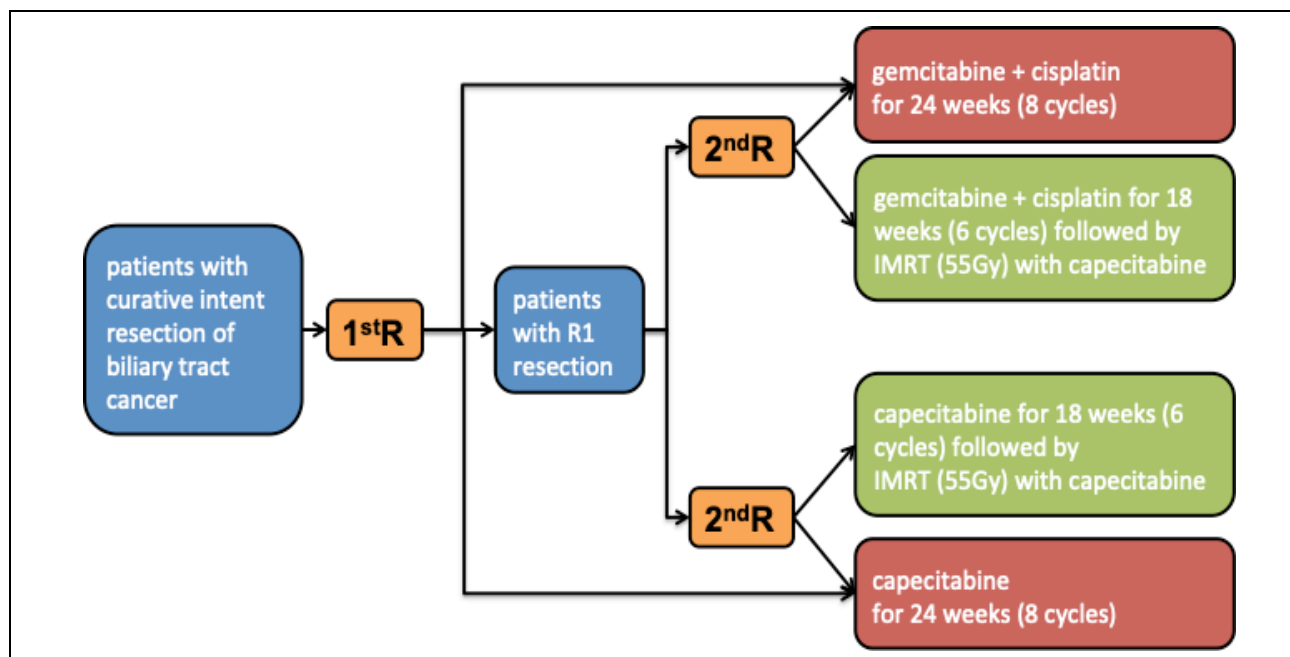 patients with
curative intent
resection of
biliary tract
cancer
1stR
patients
with R1
resection
2ndR
gemcitabine + cisplatin
for 24 weeks (8 cycles)
gemcitabine + cisplatin for 18
weeks (6 cycles) followed by
IMRT (55Gy) with capecitabine
2ndR
capecitabine for 18 weeks (6
cycles) followed by
IMRT (55Gy) with capecitabine
capecitabine
for 24 weeks (8 cycles)